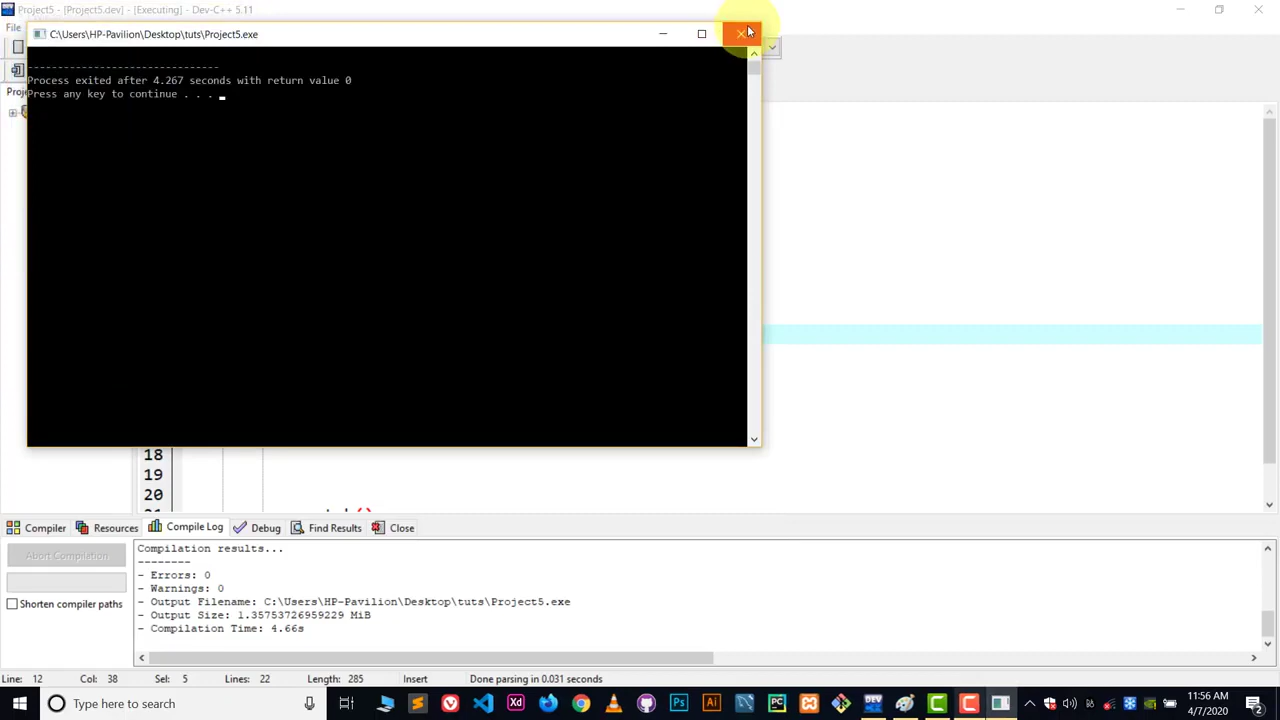 Project5 - [Project5.dev] - [Executing] - Dev-C++ 5.11
File
C:\Users\HP-Pavilion\Desktop\tuts\Project5.exe
--------------------------------
Process exited after 4.267 seconds with return value 0
Press any key to continue . . .
Proj
18
19
20
Compiler
Resources
Compile Log
Debug
Find Results
Close
Abort Compilation
Shorten compiler paths
Compilation results...
--------
- Errors: 0
- Warnings: 0
- Output Filename: C:\Users\HP-Pavilion\Desktop\tuts\Project5.exe
- Output Size: 1.35753726959229 MiB
- Compilation Time: 4.66s
Line: 12 Col: 38 Sel: 5 Lines: 22 Length: 285 Insert Done parsing in 0.031 seconds
Type here to search
11:56 AM
4/7/2020